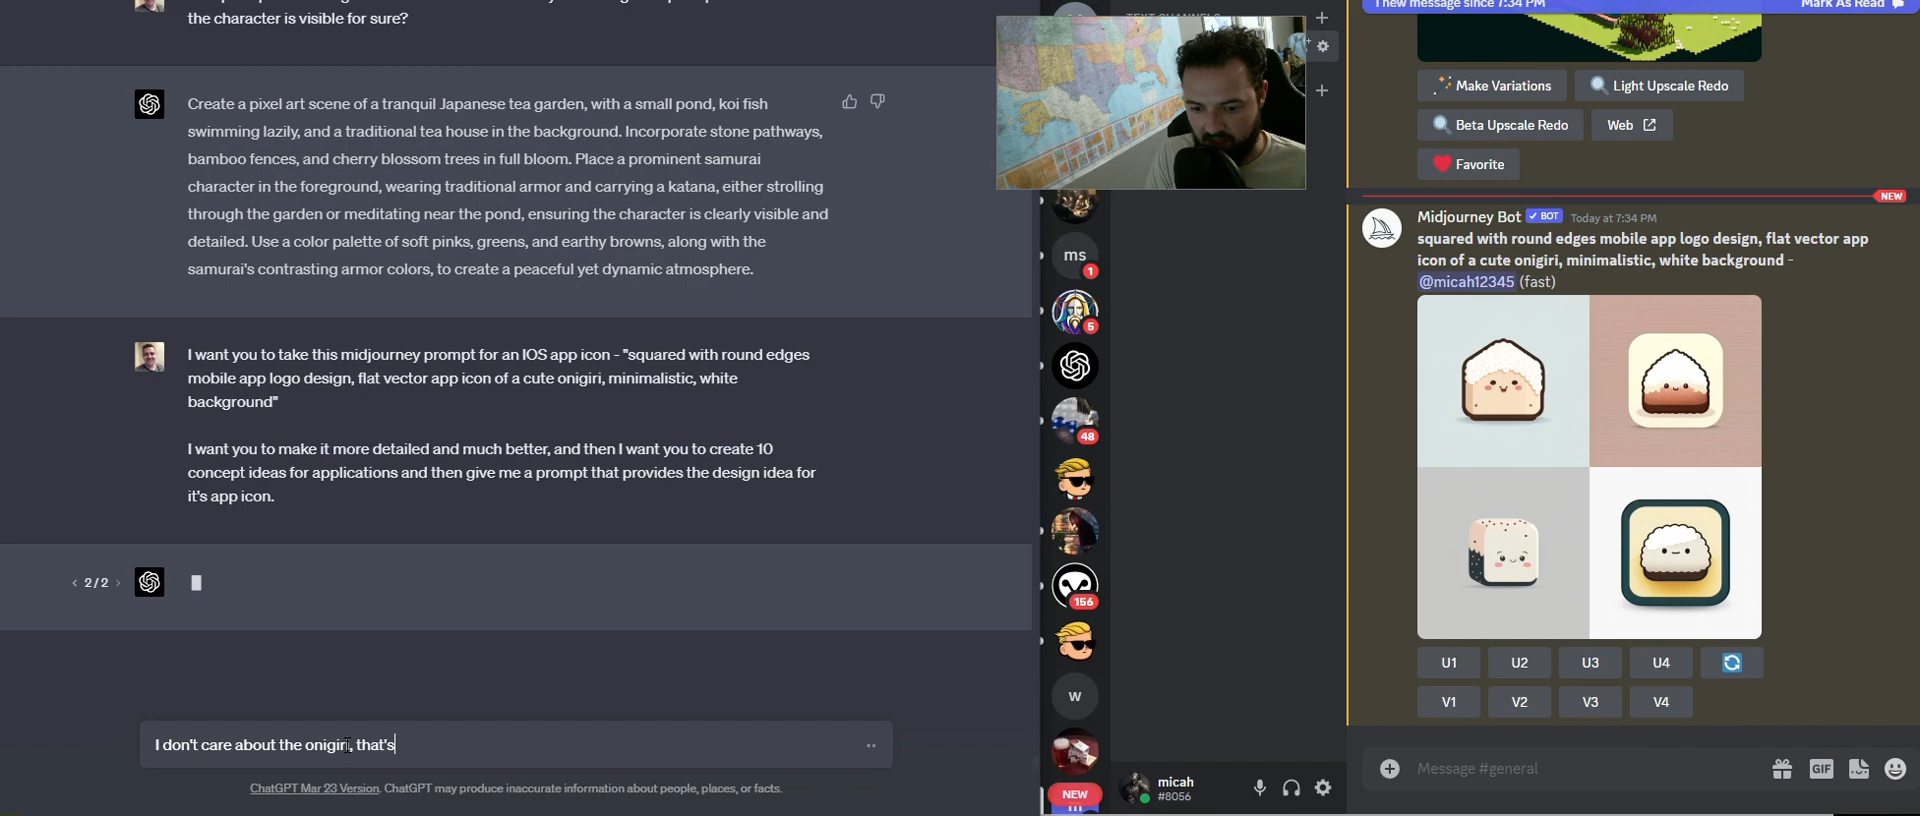 the character is visible for sure?
Create a pixel art scene of a tranquil Japanese tea garden, with a small pond, koi fish
swimming lazily, and a traditional tea house in the background. Incorporate stone pathways,
bamboo fences, and cherry blossom trees in full bloom. Place a prominent samurai
character in the foreground, wearing traditional armor and carrying a katana, either strolling
through the garden or meditating near the pond, ensuring the character is clearly visible and
detailed. Use a color palette of soft pinks, greens, and earthy browns, along with the
samurai's contrasting armor colors, to create a peaceful yet dynamic atmosphere.
I want you to take this midjourney prompt for an IOS app icon - "squared with round edges
mobile app logo design, flat vector app icon of a cute onigiri, minimalistic, white
background"
I want you to make it more detailed and much better, and then I want you to create 10
concept ideas for applications and then give me a prompt that provides the design idea for
it's app icon.
< 2/2 >
I don't care about the onigiri, that's
ChatGPT Mar 23 Version. ChatGPT may produce inaccurate information about people, places, or facts.
TEXT CHANNELS
ms
1
5
48
156
W
NEW
micah
#8056
1 new message since 7:34 PM
Mark As Read
Make Variations
Light Upscale Redo
Beta Upscale Redo
Web
Favorite
NEW
Midjourney Bot ✓ BOT Today at 7:34 PM
squared with round edges mobile app logo design, flat vector app
icon of a cute onigiri, minimalistic, white background -
@micah12345 (fast)
U1 U2 U3 U4
V1 V2 V3 V4
Message #general
GIF